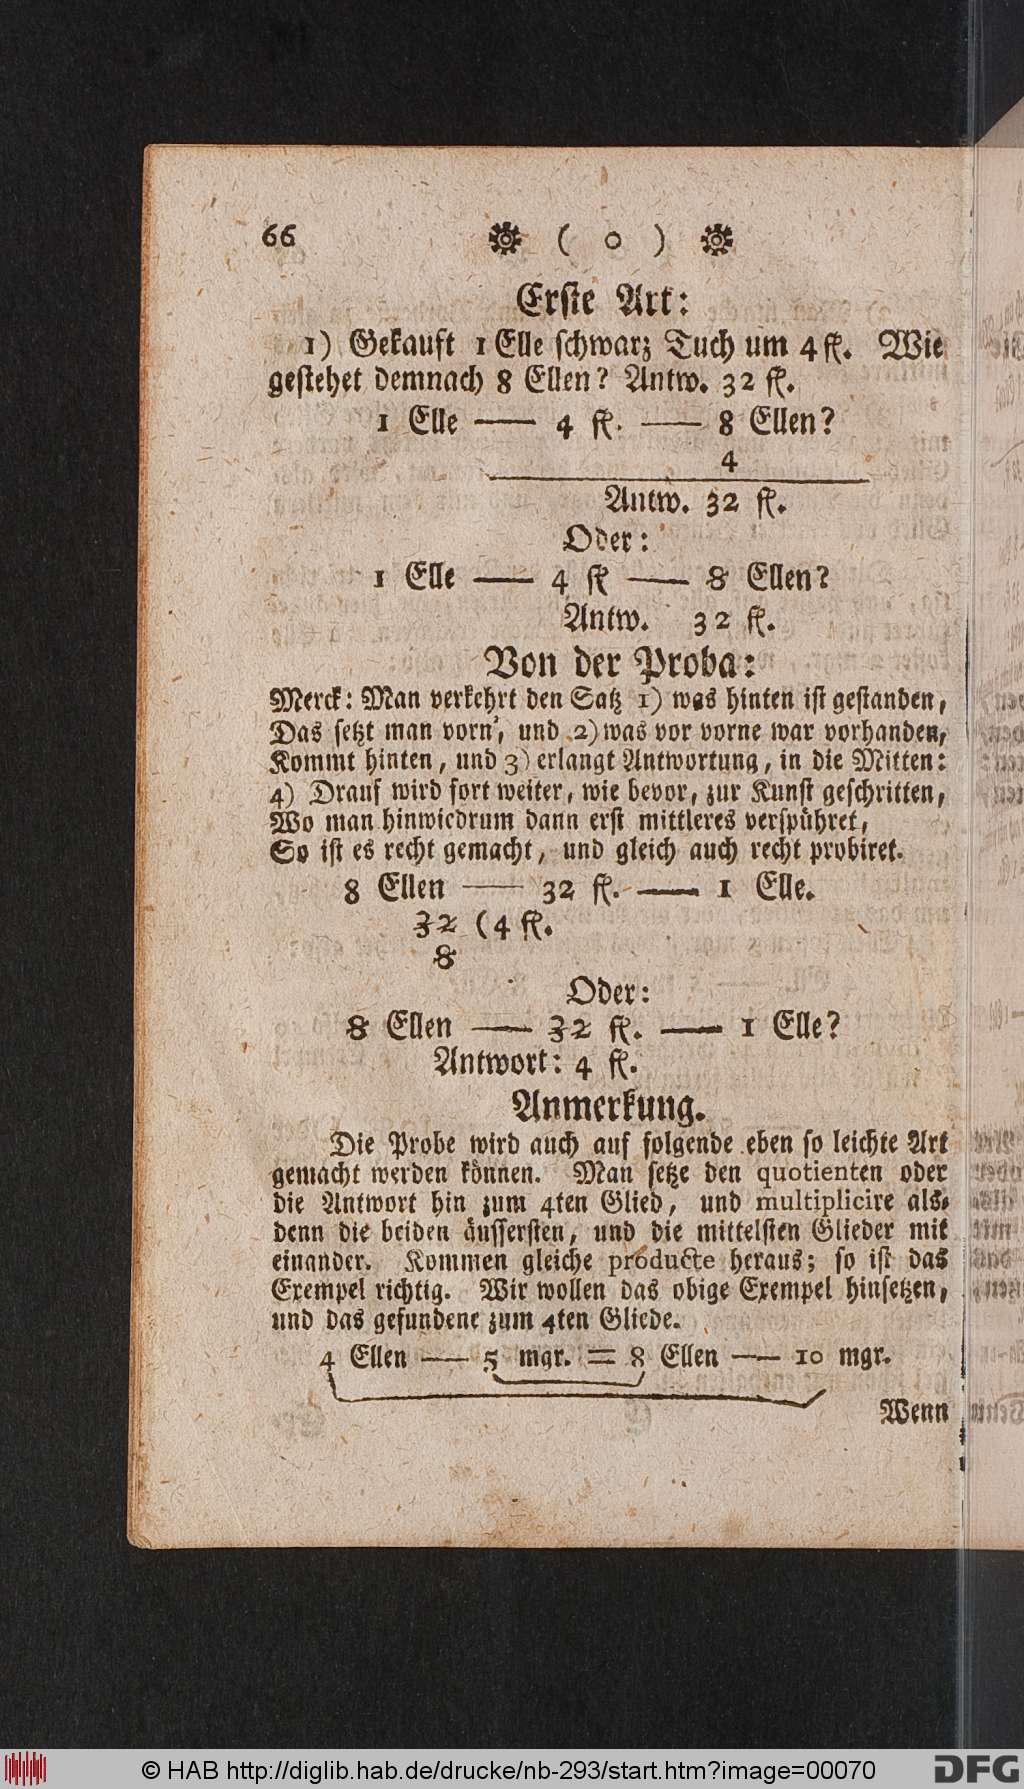 66 ( o )
Erste Art:
1) Gekauft 1 Elle schwarz Tuch um 4 fl. Wie
gestehet demnach 8 Ellen? Antw. 32 fl.
1 Elle —— 4 fl. —— 8 Ellen?
4
Antw. 32 fl.
Oder:
1 Elle —— 4 fl —— 8 Ellen?
Antw. 32 fl.
Von der Proba:
Merck: Man verkehrt den Satz 1) was hinten ist gestanden,
Das setzt man vorn', und 2) was vor vorne war vorhanden,
Kommt hinten, und 3) erlangt Antwortung, in die Mitten:
4) Drauf wird fort weiter, wie bevor, zur Kunst geschritten,
Wo man hinwiedrum dann erst mittleres verspühret,
So ist es recht gemacht, und gleich auch recht probiret.
8 Ellen —— 32 fl. —— 1 Elle.
32 (4 fl.
8
Oder:
8 Ellen —— 32 fl. —— 1 Elle?
Antwort: 4 fl.
Anmerkung.
Die Probe wird auch auf folgende eben so leichte Art
gemacht werden können. Man setze den quotienten oder
die Antwort hin zum 4ten Glied, und multiplicire als-
denn die beiden äussersten, und die mittelsten Glieder mit
einander. Kommen gleiche producte heraus; so ist das
Exempel richtig. Wir wollen das obige Exempel hinsetzen,
und das gefundene zum 4ten Gliede.
4 Ellen —— 5 mgr. = 8 Ellen —— 10 mgr.
Wenn
© HAB http://diglib.hab.de/drucke/nb-293/start.htm?image=00070
DFG